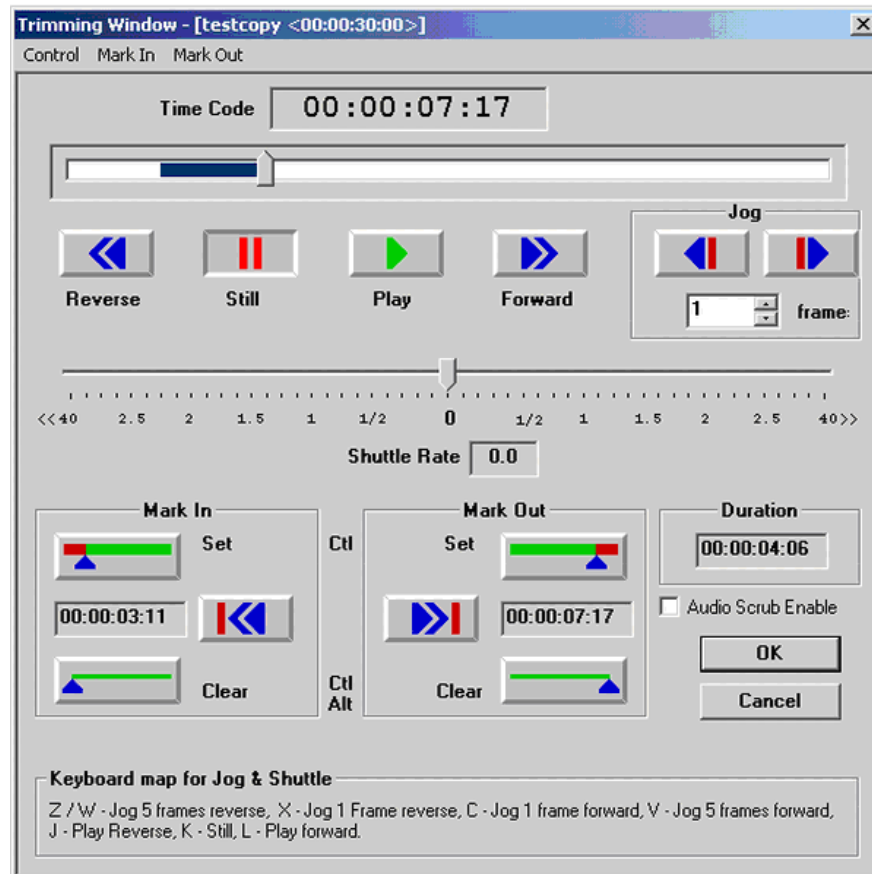 Trimming Window - [testcopy <00:00:30:00>]
Control Mark In Mark Out
Time Code 00:00:07:17
Jog
Reverse Still Play Forward
1 frame:
<<40 2.5 2 1.5 1 1/2 0 1/2 1 1.5 2 2.5 40>>
Shuttle Rate 0.0
Mark In Mark Out Duration
Set Ctl Set
00:00:04:06
00:00:03:11 00:00:07:17
Audio Scrub Enable
OK
Clear Ctl Alt Clear
Cancel
Keyboard map for Jog & Shuttle
Z / W - Jog 5 frames reverse, X - Jog 1 Frame reverse, C - Jog 1 frame forward, V - Jog 5 frames forward,
J - Play Reverse, K - Still, L - Play forward.